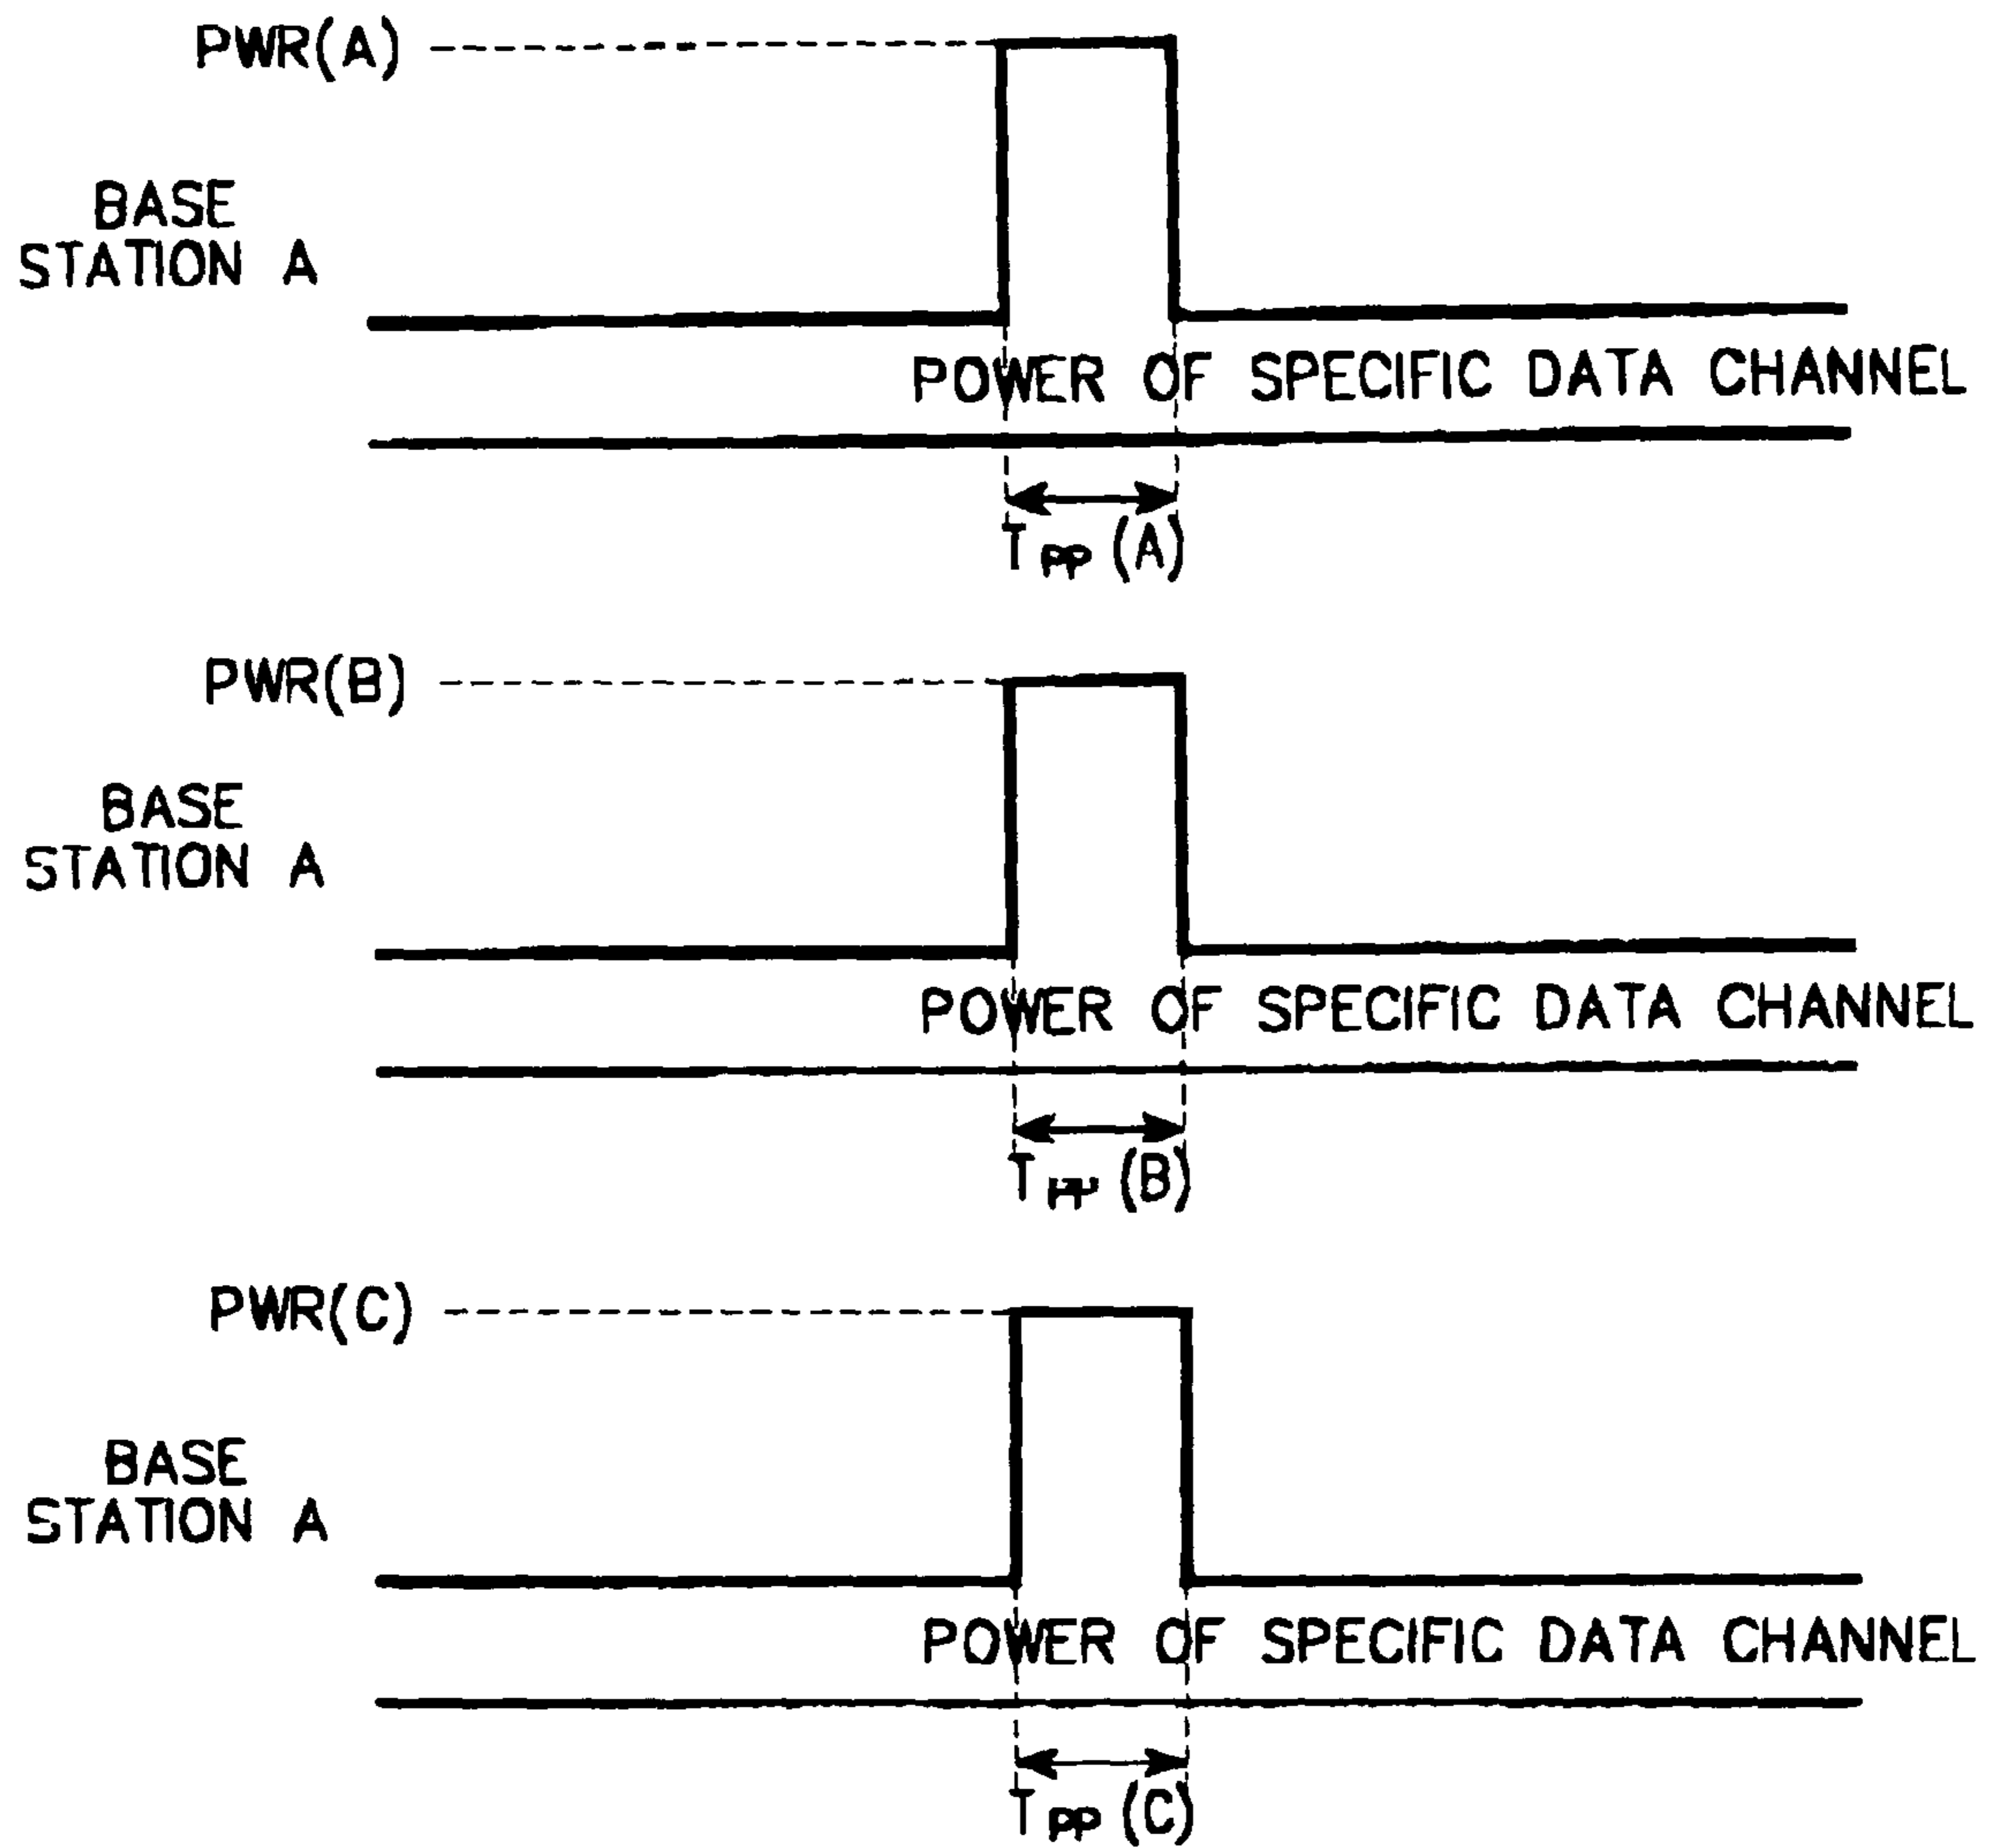 PWR(A)
BASE
STATION A
POWER OF SPECIFIC DATA CHANNEL
Tpp (A)
PWR(B)
BASE
STATION A
POWER OF SPECIFIC DATA CHANNEL
Tpp (B)
PWR(C)
BASE
STATION A
POWER OF SPECIFIC DATA CHANNEL
Tpp (C)